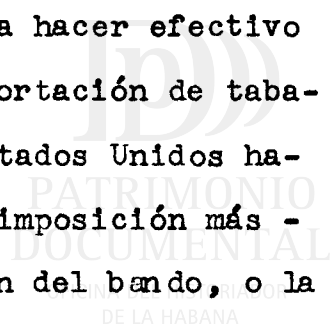 a hacer efectivo
ortación de taba-
tados Unidos ha-
PATRIMONIO
imposición más -
DOCUMENTAL
n del bando, o la
OFICINA DEL HISTORIADOR
DE LA HABANA